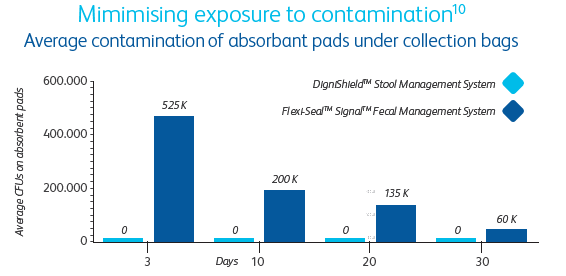 Mimimising exposure to contamination10
Average contamination of absorbant pads under collection bags
Average CFUs on absorbent pads
600.000
400.000
200.000
0
DigniShield™ Stool Management System
Flexi-Seal™ Signal™ Fecal Management System
0
525 K
0
200 K
0
135 K
0
60 K
3
Days
10
20
30